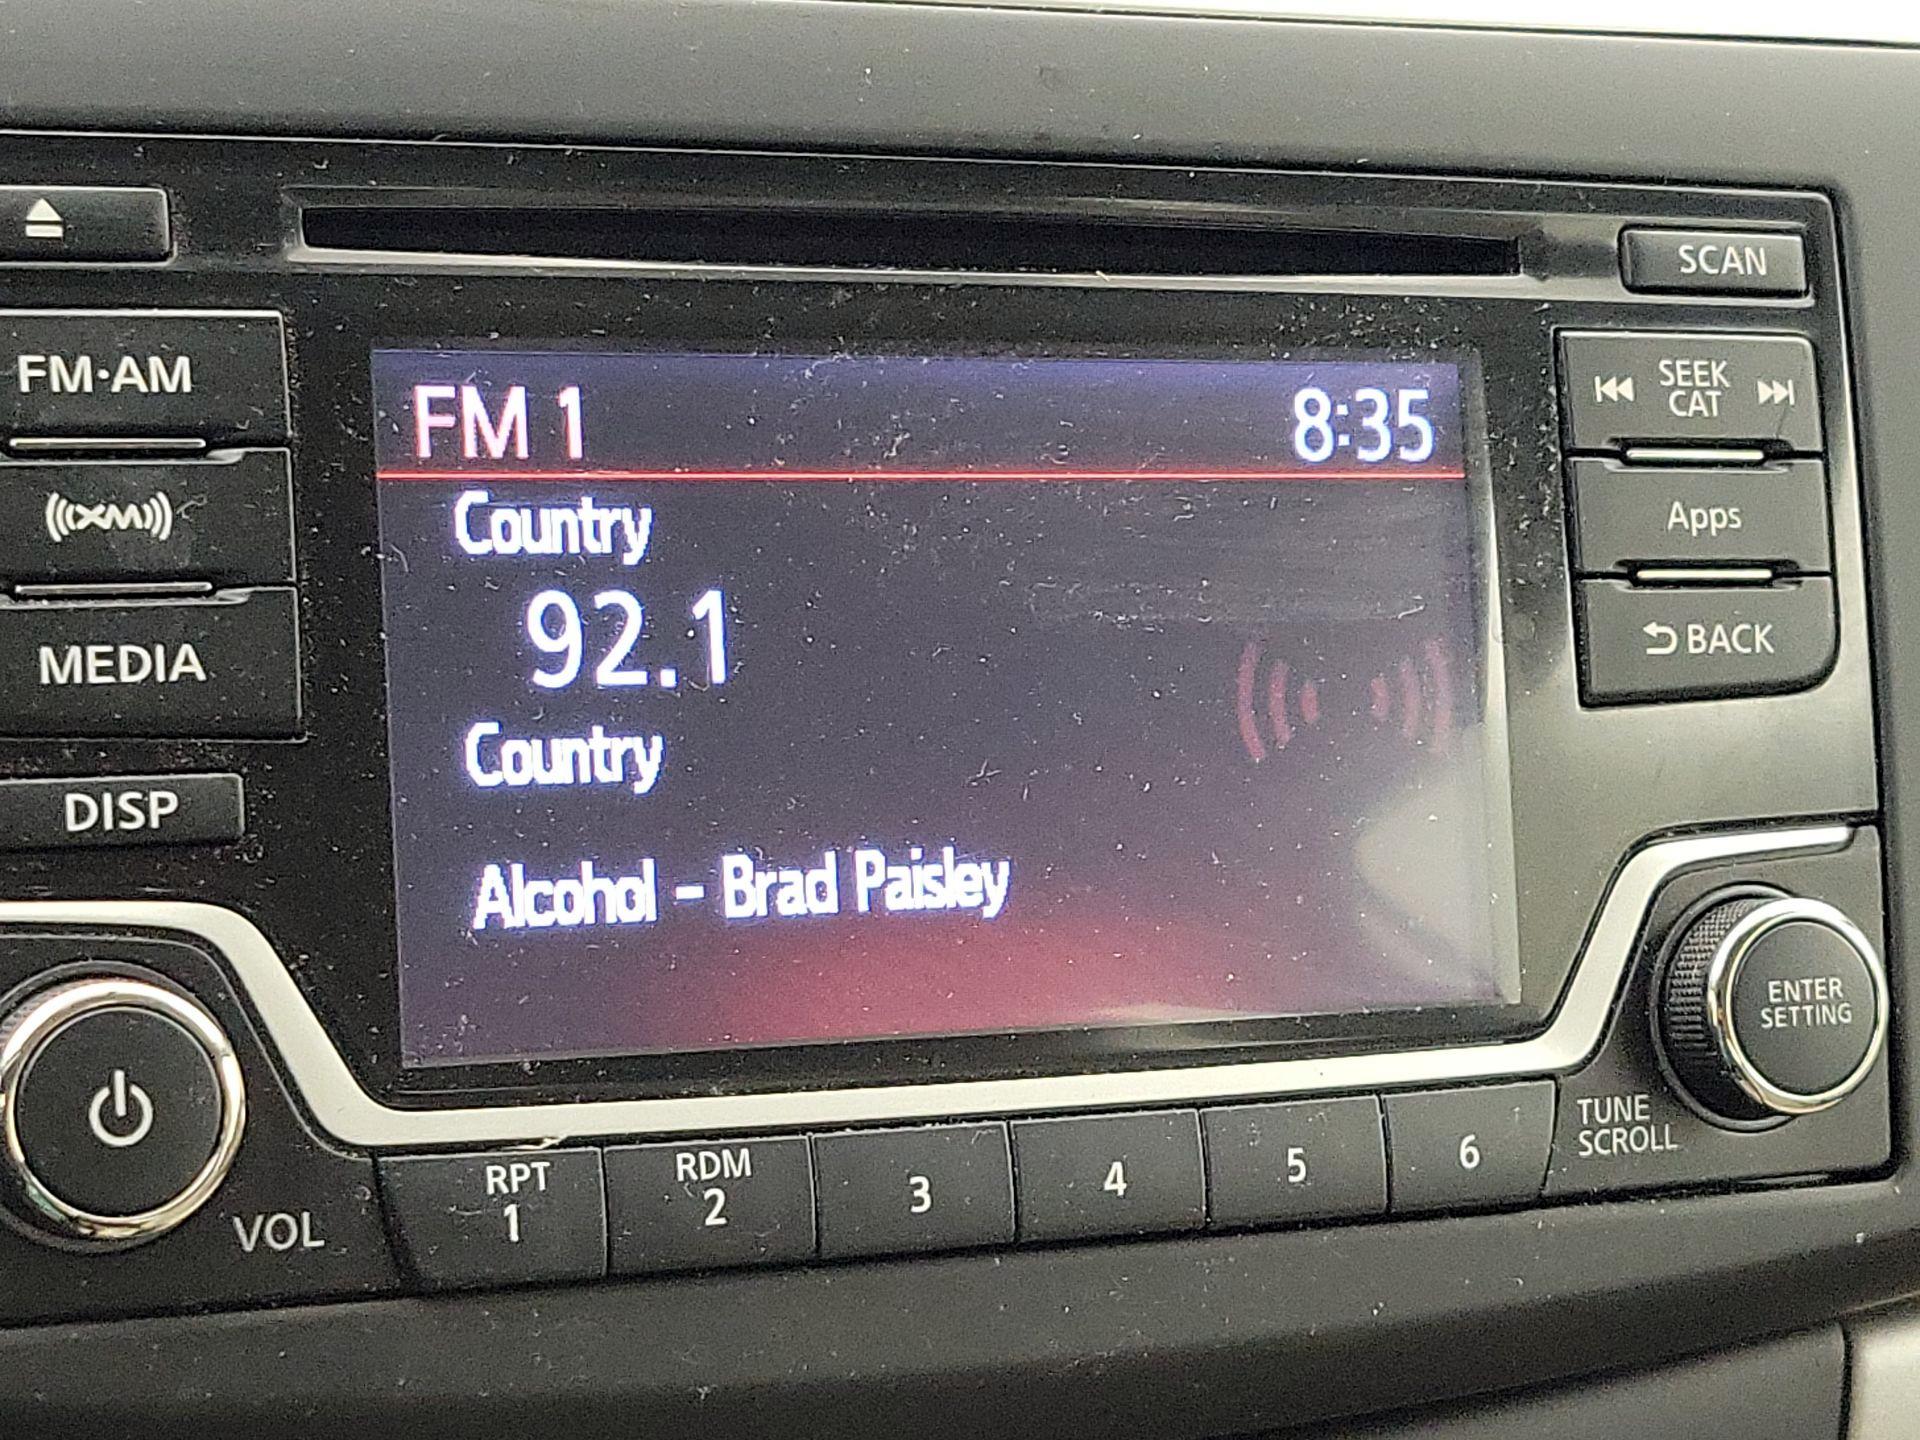 SCAN
FM·AM
SEEK
CAT
FM 1 8:35
XM
Country
Apps
92.1
MEDIA
BACK
Country
DISP
Alcohol - Brad Paisley
ENTER
SETTING
TUNE
SCROLL
VOL
RPT
1
RDM
2
3
4
5
6